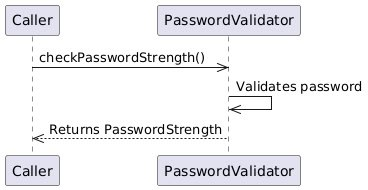 Caller
PasswordValidator
checkPasswordStrength()
Validates password
Returns PasswordStrength
Caller
PasswordValidator